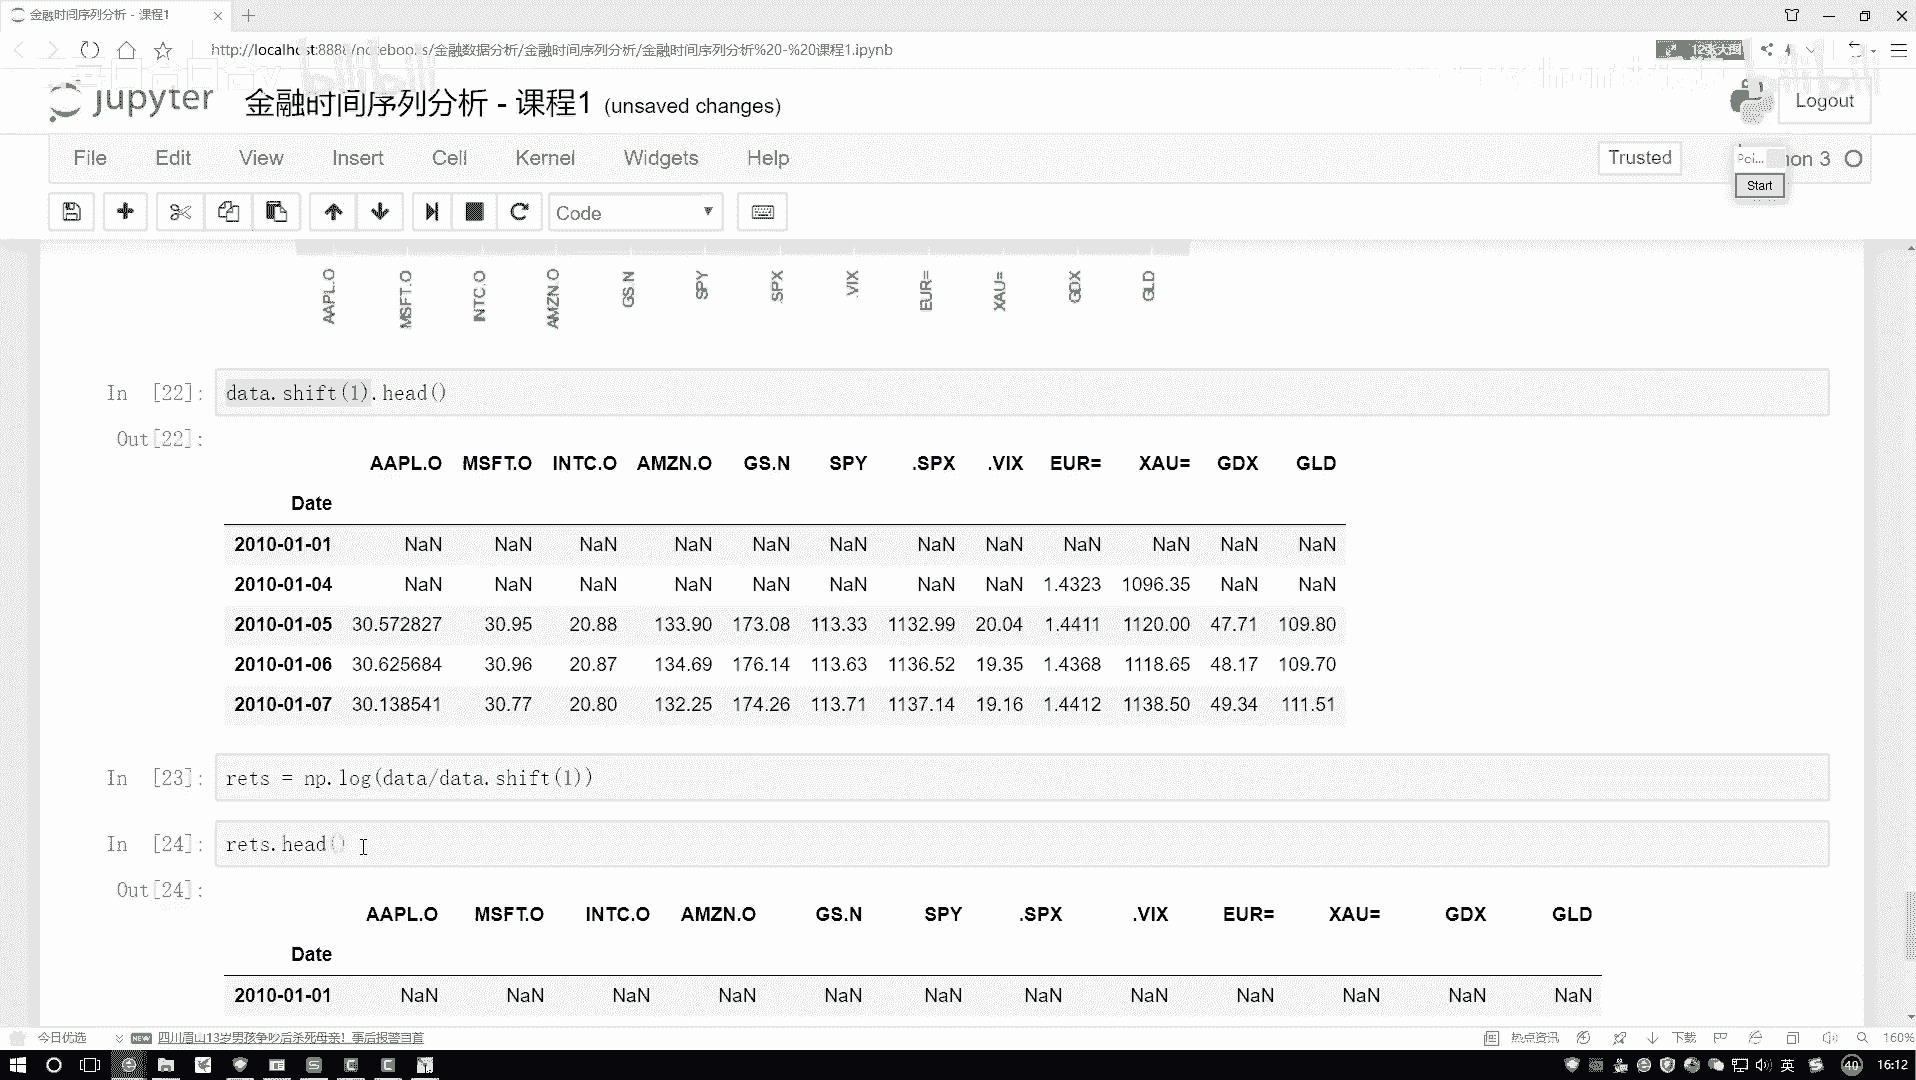 金融时间序列分析 - 课程1
http://localhost:8888/notebooks/金融数据分析/金融时间序列分析/金融时间序列分析%20-%20课程1.ipynb
12张大图
jupyter 金融时间序列分析 - 课程1 (unsaved changes)
Logout
File Edit View Insert Cell Kernel Widgets Help
Trusted
Poi... hon 3
Start
Code
AAPL.O MSFT.O INTC.O AMZN.O GS.N SPY .SPX .VIX EUR= XAU= GDX GLD
In [22]: data.shift(1).head()
Out[22]:
AAPL.O MSFT.O INTC.O AMZN.O GS.N SPY .SPX .VIX EUR= XAU= GDX GLD
Date
2010-01-01 NaN NaN NaN NaN NaN NaN NaN NaN NaN NaN NaN NaN
2010-01-04 NaN NaN NaN NaN NaN NaN NaN NaN 1.4323 1096.35 NaN NaN
2010-01-05 30.572827 30.95 20.88 133.90 173.08 113.33 1132.99 20.04 1.4411 1120.00 47.71 109.80
2010-01-06 30.625684 30.96 20.87 134.69 176.14 113.63 1136.52 19.35 1.4368 1118.65 48.17 109.70
2010-01-07 30.138541 30.77 20.80 132.25 174.26 113.71 1137.14 19.16 1.4412 1138.50 49.34 111.51
In [23]: rets = np.log(data/data.shift(1))
In [24]: rets.head()
Out[24]:
AAPL.O MSFT.O INTC.O AMZN.O GS.N SPY .SPX .VIX EUR= XAU= GDX GLD
Date
2010-01-01 NaN NaN NaN NaN NaN NaN NaN NaN NaN NaN NaN NaN
今日优选 NEW 四川眉山13岁男孩争吵后杀死母亲！事后报警自首
热点资讯 下载 160%
英 40 16:12